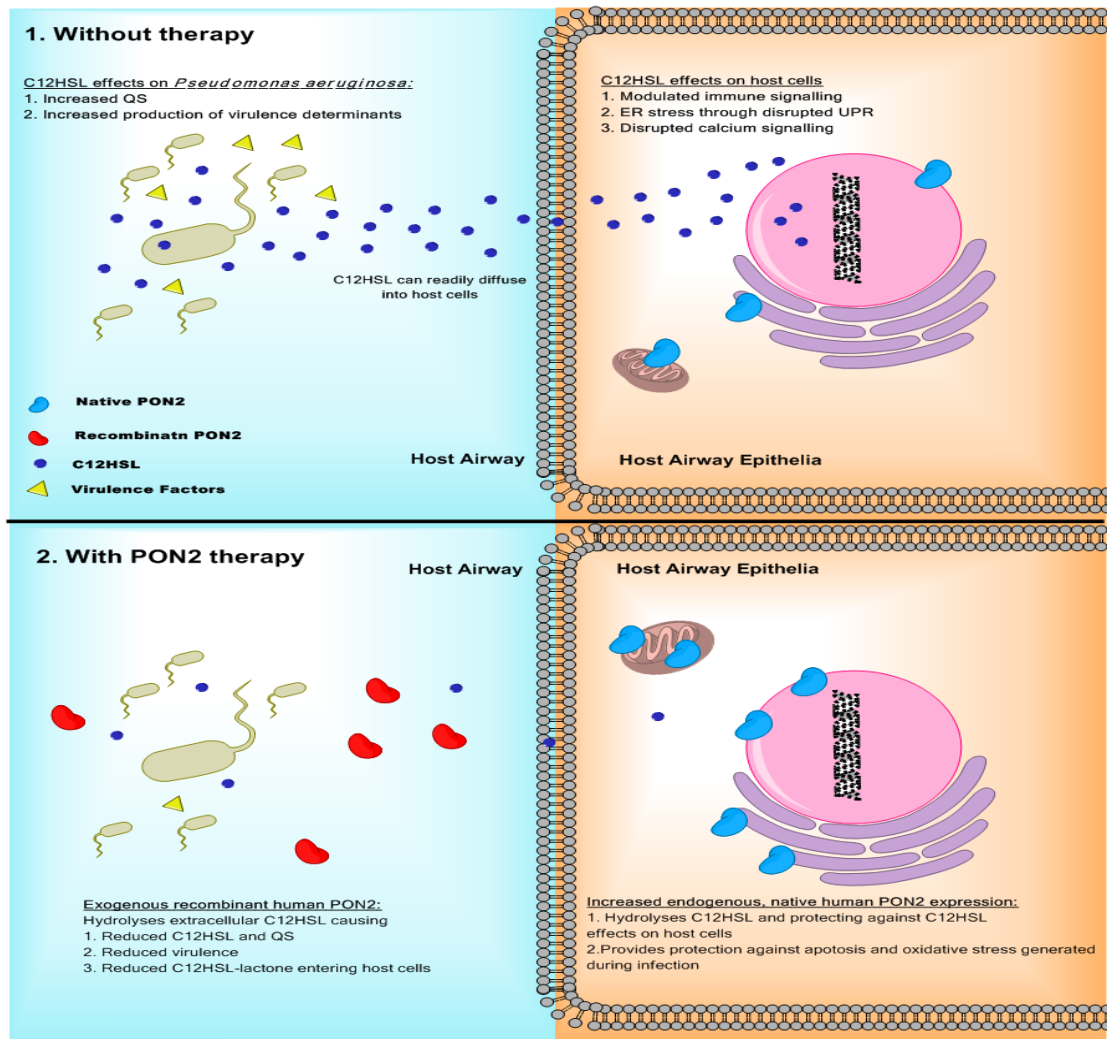 1. Without therapy
C12HSL effects on Pseudomonas aeruginosa:
1. Increased QS
2. Increased production of virulence determinants
C12HSL effects on host cells
1. Modulated immune signalling
2. ER stress through disrupted UPR
3. Disrupted calcium signalling
C12HSL can readily diffuse
into host cells
Native PON2
Recombinatn PON2
C12HSL
Virulence Factors
Host Airway
Host Airway Epithelia
2. With PON2 therapy
Host Airway
Host Airway Epithelia
Exogenous recombinant human PON2:
Hydrolyses extracellular C12HSL causing
1. Reduced C12HSL and QS
2. Reduced virulence
3. Reduced C12HSL-lactone entering host cells
Increased endogenous, native human PON2 expression:
1. Hydrolyses C12HSL and protecting against C12HSL
effects on host cells
2.Provides protection against apotosis and oxidative stress generated
during infection